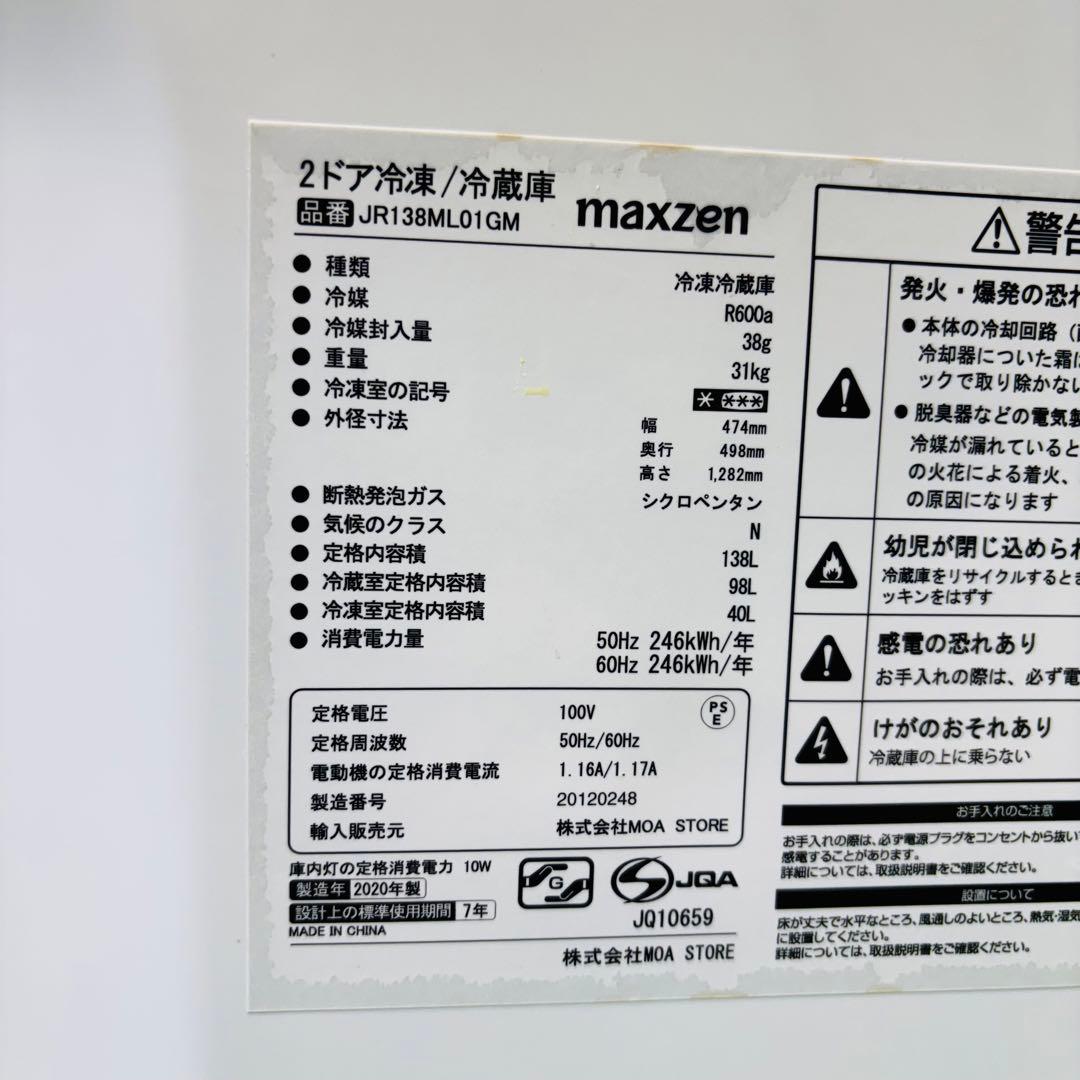 2ドア冷凍/冷蔵庫
品番 JR138ML01GM maxzen
● 種類 冷凍冷蔵庫
● 冷媒 R600a
● 冷媒封入量 38g
● 重量 31kg
● 冷凍室の記号 * ***
● 外径寸法 幅 474mm
奥行 498mm
高さ 1,282mm
● 断熱発泡ガス シクロペンタン
● 気候のクラス N
● 定格内容積 138L
● 冷蔵室定格内容積 98L
● 冷凍室定格内容積 40L
● 消費電力量 50Hz 246kWh/年
60Hz 246kWh/年
定格電圧 100V PSE
定格周波数 50Hz/60Hz
電動機の定格消費電流 1.16A/1.17A
製造番号 20120248
輸入販売元 株式会社MOA STORE
庫内灯の定格消費電力 10W
製造年 2020年製
設計上の標準使用期間 7年
MADE IN CHINA
G
JQA
JQ10659
株式会社MOA STORE
警告
発火・爆発の恐れ
● 本体の冷却回路
冷却器についた霜
ックで取り除かな
● 脱臭器などの電気
冷媒が漏れていると
の火花による着火、
の原因になります
幼児が閉じ込められ
冷蔵庫をリサイクルするとき
ッキンをはずす
感電の恐れあり
お手入れの際は、必ず電
けがのおそれあり
冷蔵庫の上に乗らない
お手入れのご注意
お手入れの際は、必ず電源プラグをコンセントから抜い
感電することがあります。
詳細については、取扱説明書をご確認ください。
設置について
床が丈夫で水平なところ、風通しのよいところ、熱気・湿気
に設置してください。
詳細については、取扱説明書をご確認ください。